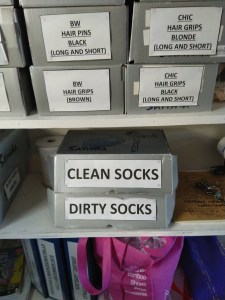 BW
HAIR PINS
BLACK
(LONG AND SHORT)
CHIC
HAIR GRIPS
BLONDE
(LONG AND SHORT)
BW
HAIR GRIPS
(BROWN)
CHIC
HAIR GRIPS
BLACK
(LONG AND SHORT)
CLEAN SOCKS
DIRTY SOCKS